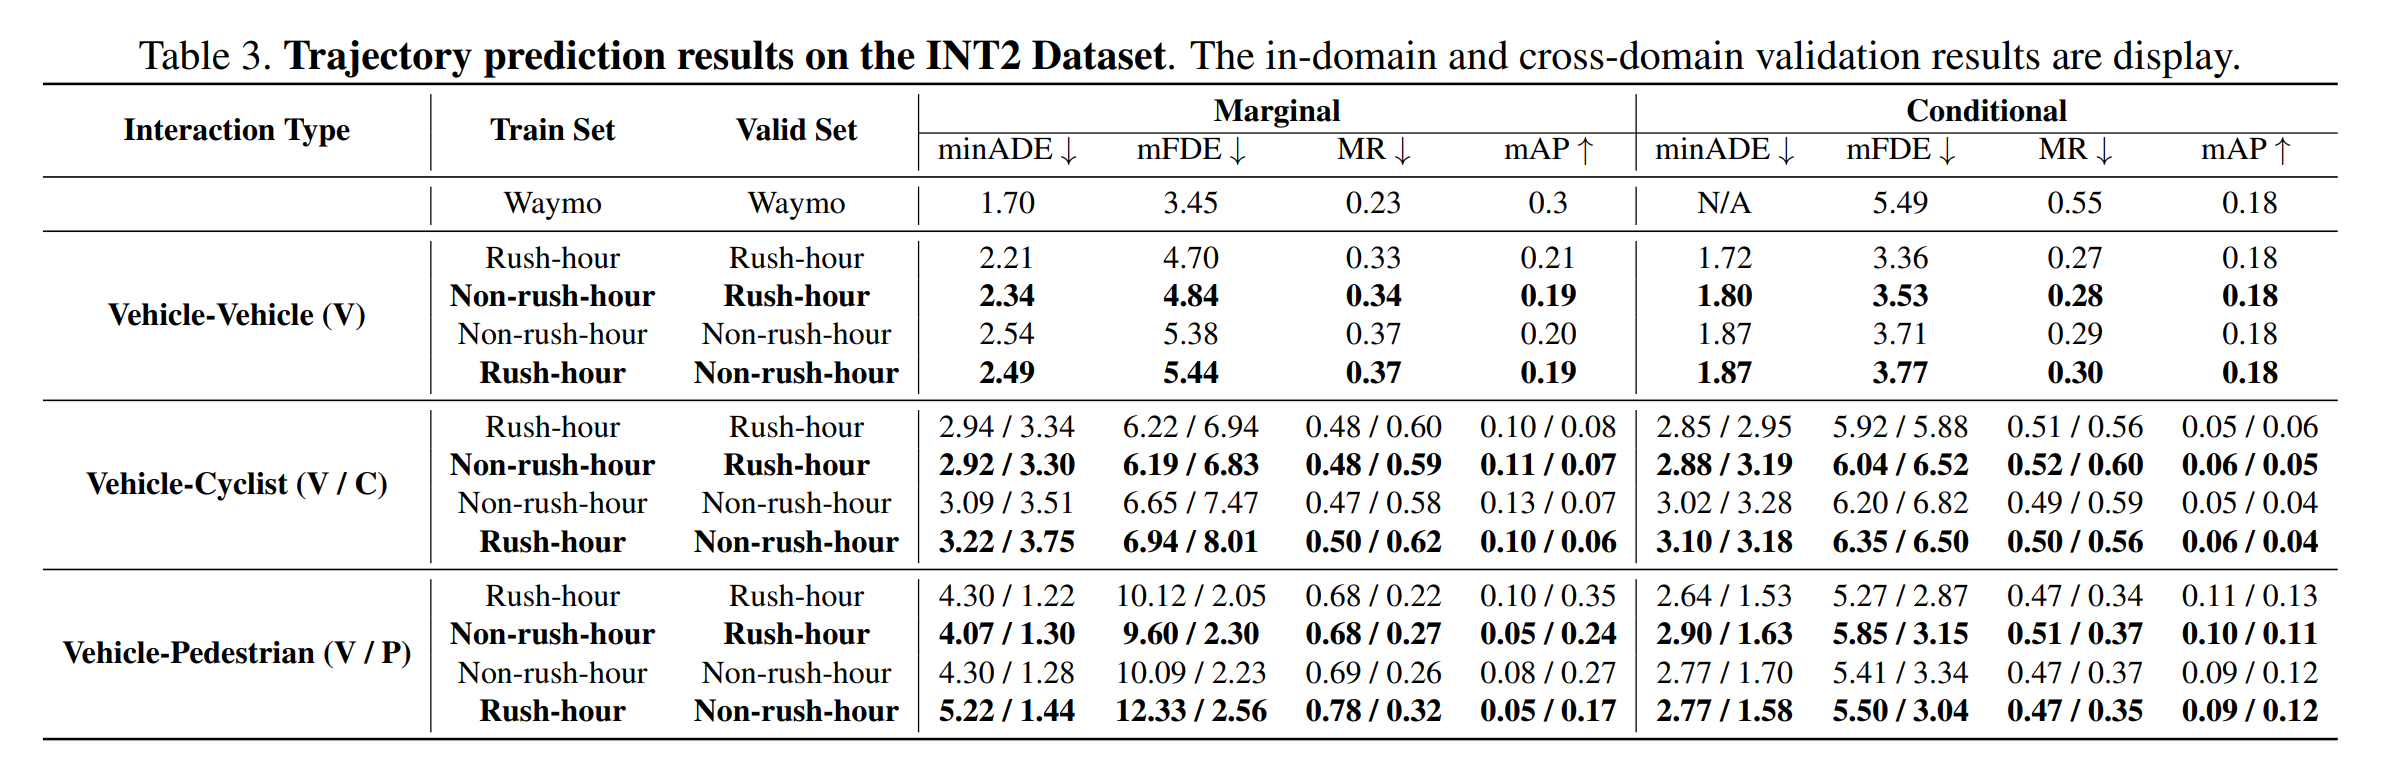 Table 3. Trajectory prediction results on the INT2 Dataset. The in-domain and cross-domain validation results are display.
Interaction Type Train Set Valid Set Marginal Conditional
minADE ↓ mFDE ↓ MR ↓ mAP ↑ minADE ↓ mFDE ↓ MR ↓ mAP ↑
Waymo Waymo 1.70 3.45 0.23 0.3 N/A 5.49 0.55 0.18
Vehicle-Vehicle (V)
Rush-hour Rush-hour 2.21 4.70 0.33 0.21 1.72 3.36 0.27 0.18
Non-rush-hour Rush-hour 2.34 4.84 0.34 0.19 1.80 3.53 0.28 0.18
Non-rush-hour Non-rush-hour 2.54 5.38 0.37 0.20 1.87 3.71 0.29 0.18
Rush-hour Non-rush-hour 2.49 5.44 0.37 0.19 1.87 3.77 0.30 0.18
Vehicle-Cyclist (V / C)
Rush-hour Rush-hour 2.94 / 3.34 6.22 / 6.94 0.48 / 0.60 0.10 / 0.08 2.85 / 2.95 5.92 / 5.88 0.51 / 0.56 0.05 / 0.06
Non-rush-hour Rush-hour 2.92 / 3.30 6.19 / 6.83 0.48 / 0.59 0.11 / 0.07 2.88 / 3.19 6.04 / 6.52 0.52 / 0.60 0.06 / 0.05
Non-rush-hour Non-rush-hour 3.09 / 3.51 6.65 / 7.47 0.47 / 0.58 0.13 / 0.07 3.02 / 3.28 6.20 / 6.82 0.49 / 0.59 0.05 / 0.04
Rush-hour Non-rush-hour 3.22 / 3.75 6.94 / 8.01 0.50 / 0.62 0.10 / 0.06 3.10 / 3.18 6.35 / 6.50 0.50 / 0.56 0.06 / 0.04
Vehicle-Pedestrian (V / P)
Rush-hour Rush-hour 4.30 / 1.22 10.12 / 2.05 0.68 / 0.22 0.10 / 0.35 2.64 / 1.53 5.27 / 2.87 0.47 / 0.34 0.11 / 0.13
Non-rush-hour Rush-hour 4.07 / 1.30 9.60 / 2.30 0.68 / 0.27 0.05 / 0.24 2.90 / 1.63 5.85 / 3.15 0.51 / 0.37 0.10 / 0.11
Non-rush-hour Non-rush-hour 4.30 / 1.28 10.09 / 2.23 0.69 / 0.26 0.08 / 0.27 2.77 / 1.70 5.41 / 3.34 0.47 / 0.37 0.09 / 0.12
Rush-hour Non-rush-hour 5.22 / 1.44 12.33 / 2.56 0.78 / 0.32 0.05 / 0.17 2.77 / 1.58 5.50 / 3.04 0.47 / 0.35 0.09 / 0.12